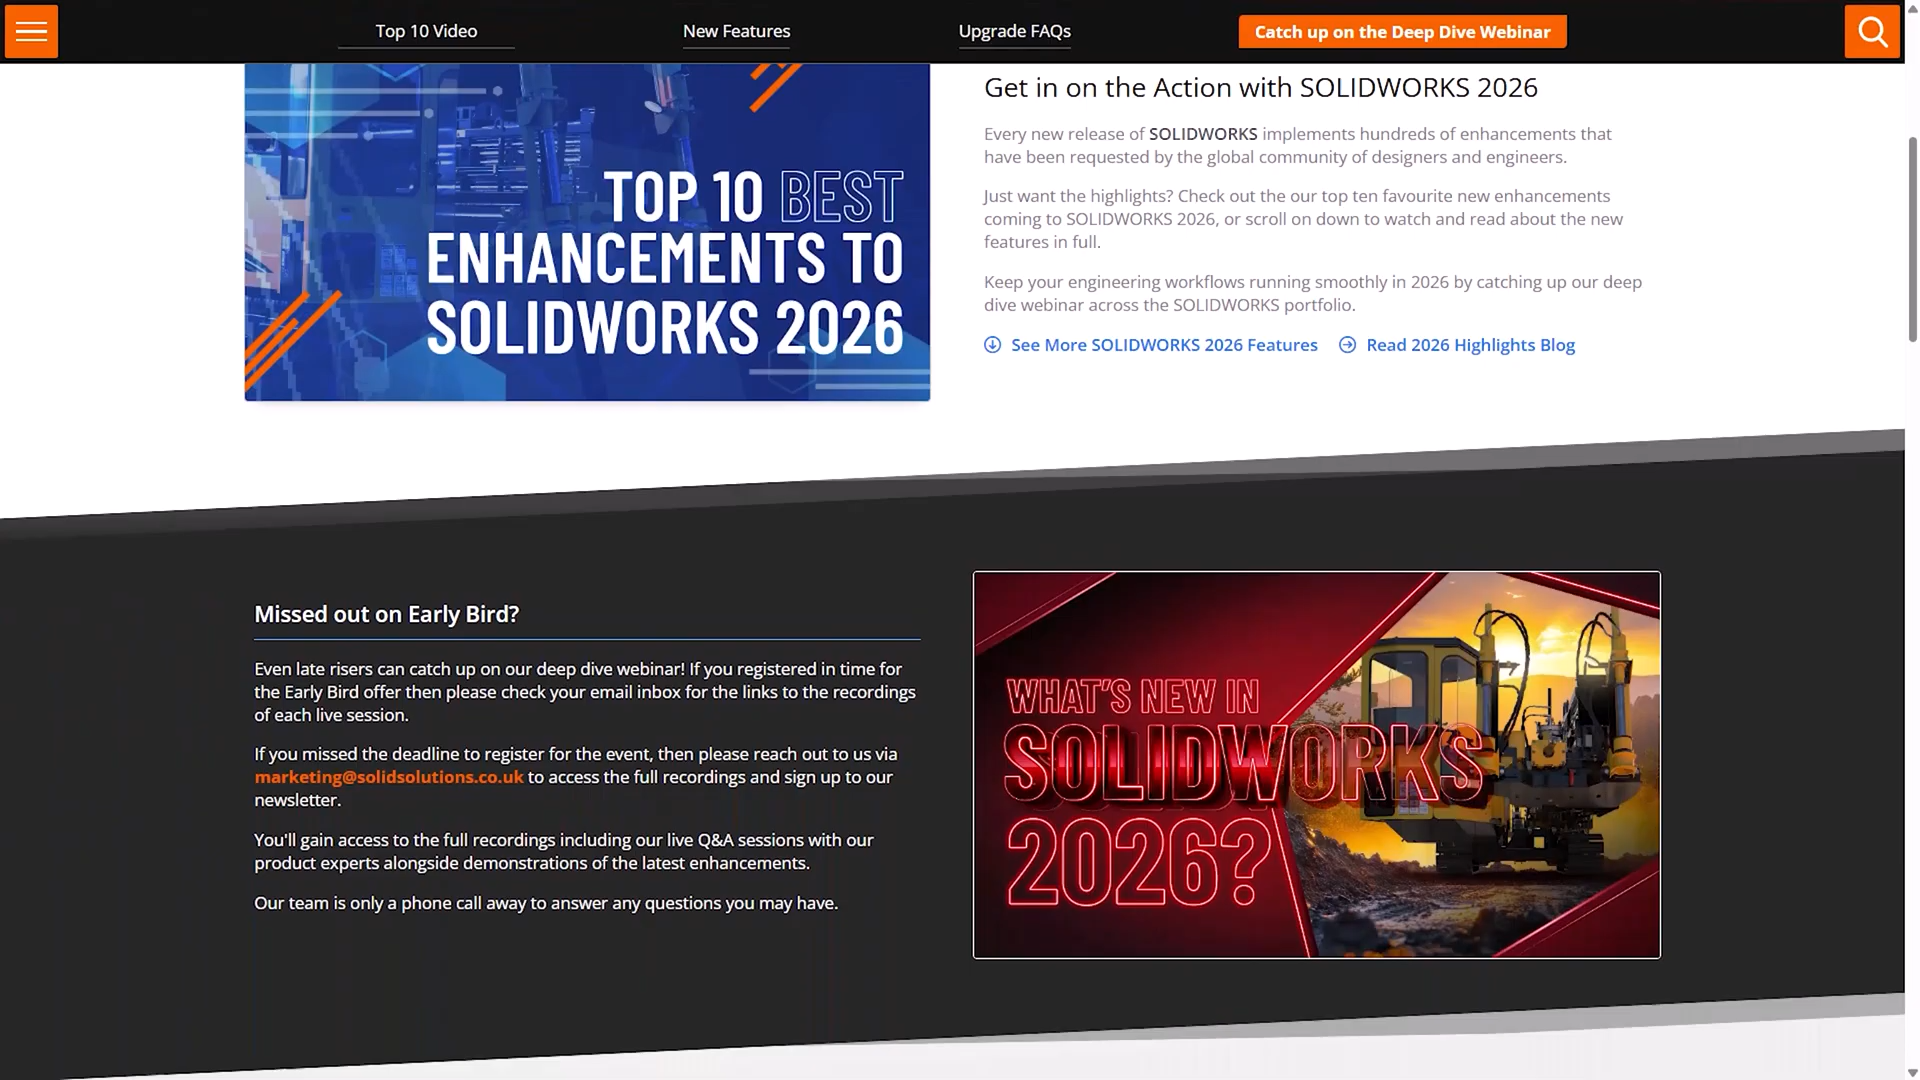 Top 10 Video
New Features
Upgrade FAQs
Catch up on the Deep Dive Webinar
TOP 10 BEST
ENHANCEMENTS TO
SOLIDWORKS 2026
Get in on the Action with SOLIDWORKS 2026
Every new release of SOLIDWORKS implements hundreds of enhancements that
have been requested by the global community of designers and engineers.
Just want the highlights? Check out the our top ten favourite new enhancements
coming to SOLIDWORKS 2026, or scroll on down to watch and read about the new
features in full.
Keep your engineering workflows running smoothly in 2026 by catching up our deep
dive webinar across the SOLIDWORKS portfolio.
See More SOLIDWORKS 2026 Features
Read 2026 Highlights Blog
Missed out on Early Bird?
Even late risers can catch up on our deep dive webinar! If you registered in time for
the Early Bird offer then please check your email inbox for the links to the recordings
of each live session.
If you missed the deadline to register for the event, then please reach out to us via
marketing@solidsolutions.co.uk to access the full recordings and sign up to our
newsletter.
You'll gain access to the full recordings including our live Q&A sessions with our
product experts alongside demonstrations of the latest enhancements.
Our team is only a phone call away to answer any questions you may have.
WHAT'S NEW IN
SOLIDWORKS
2026?